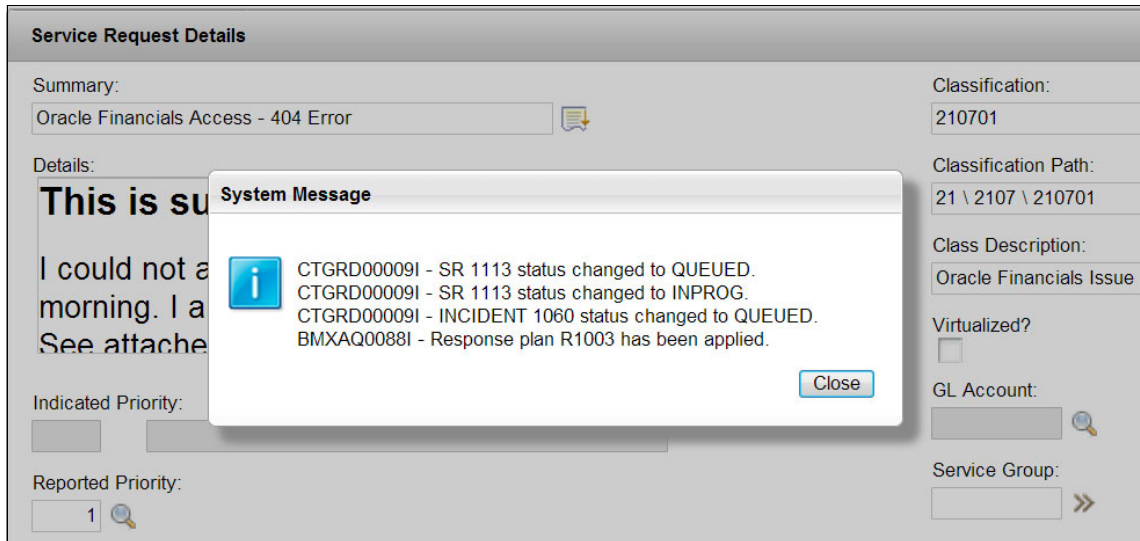 Service Request Details
Summary:
Oracle Financials Access - 404 Error
Details:
This is su
I could not a
morning. I a
See attache
Indicated Priority:
Reported Priority:
1
System Message
CTGRD00009I - SR 1113 status changed to QUEUED.
CTGRD00009I - SR 1113 status changed to INPROG.
CTGRD00009I - INCIDENT 1060 status changed to QUEUED.
BMXAQ0088I - Response plan R1003 has been applied.
Close
Classification:
210701
Classification Path:
21 \ 2107 \ 210701
Class Description:
Oracle Financials Issue
Virtualized?
GL Account:
Service Group: